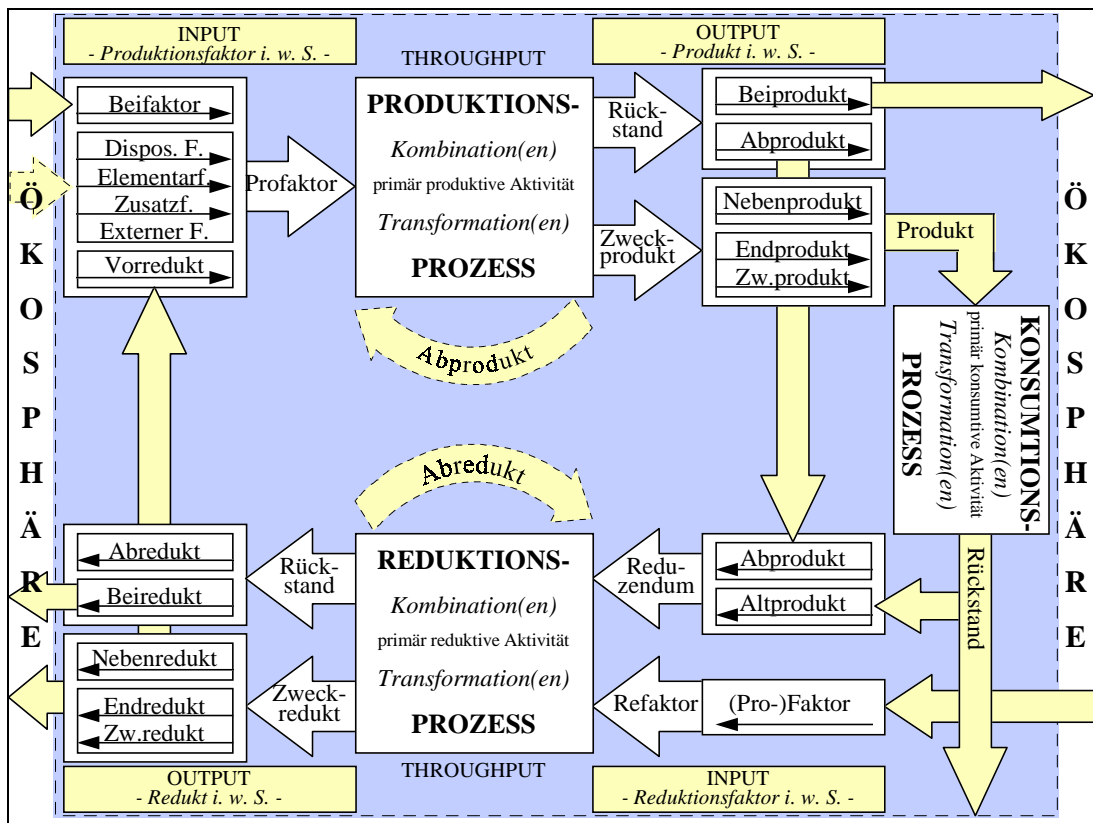 INPUT
- Produktionsfaktor i. w. S. -
THROUGHPUT
OUTPUT
- Produkt i. w. S. -
Beifaktor
Dispos. F.
Elementarf.
Zusatzf.
Externer F.
Vorredukt
Profaktor
PRODUKTIONS-
Kombination(en)
primär produktive Aktivität
Transformation(en)
PROZESS
Rück-
stand
Zweck-
produkt
Beiprodukt
Abprodukt
Nebenprodukt
Endprodukt
Zw.produkt
Produkt
ÖKOSPHÄRE
ÖKOSPHÄRE
Abprodukt
KONSUMTIONS-
Kombination(en)
primär konsumtive Aktivität
Transformation(en)
PROZESS
Rückstand
Abredukt
Abredukt
Beiredukt
Nebenredukt
Endredukt
Zw.redukt
Rück-
stand
Zweck-
redukt
REDUKTIONS-
Kombination(en)
primär reduktive Aktivität
Transformation(en)
PROZESS
Redu-
zendum
Refaktor
Abprodukt
Altprodukt
(Pro-)Faktor
OUTPUT
- Redukt i. w. S. -
THROUGHPUT
INPUT
- Reduktionsfaktor i. w. S. -